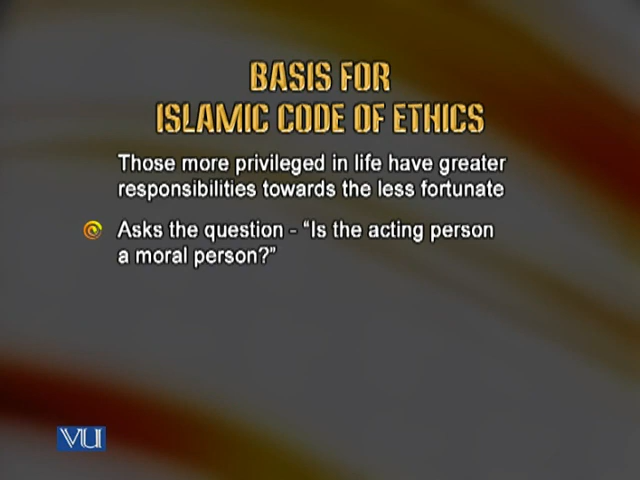 BASIS FOR
ISLAMIC CODE OF ETHICS
Those more privileged in life have greater
responsibilities towards the less fortunate
Asks the question - “Is the acting person
a moral person?”
VU